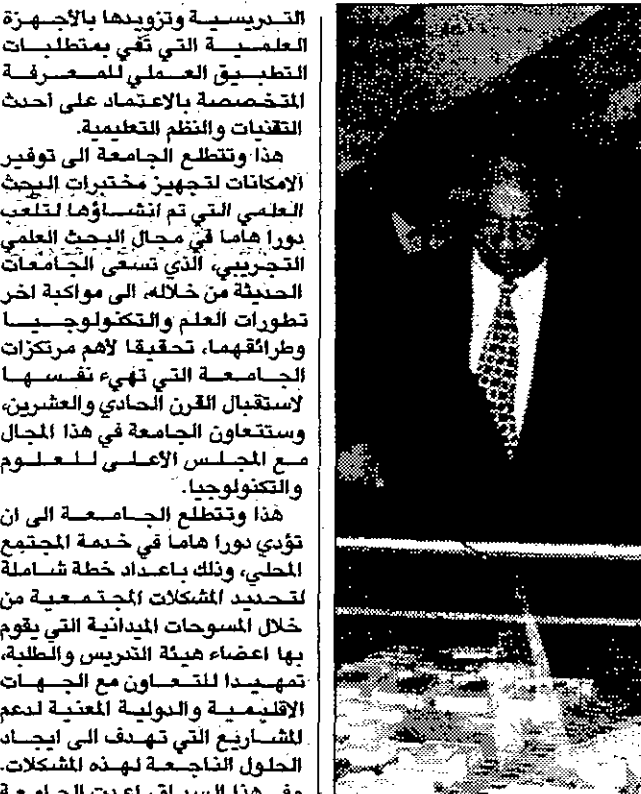 التدريسية وتزويدها بالأجهزة
العلمية التي تفي بمتطلبات
التطبيق العملي للمعرفة
المتخصصة بالاعتماد على أحدث
التقنيات والنظم التعليمية.
هذا وتتطلع الجامعة الى توفير
الامكانات لتجهيز مختبرات البحث
العلمي التي تم انشاؤها لتلعب
دورا هاما في مجال البحث العلمي
التجريبي، الذي تسعى الجامعات
الحديثة من خلاله، الى مواكبة اخر
تطورات العلم والتكنولوجيا
وطرائقهما، تحقيقا لأهم مرتكزات
الجامعة التي تهيء نفسها
لاستقبال القرن الحادي والعشرين،
وستتعاون الجامعة في هذا المجال
مع المجلس الأعلى للعلوم
والتكنولوجيا.
هذا وتتطلع الجامعة الى ان
تؤدي دورا هاما في خدمة المجتمع
المحلي، وذلك باعداد خطة شاملة
لتحديد المشكلات المجتمعية من
خلال المسوحات الميدانية التي يقوم
بها اعضاء هيئة التدريس والطلبة،
تمهيدا للتعاون مع الجهات
الاقليمية والدولية المعنية لدعم
المشاريع التي تهدف الى ايجاد
الحلول الناجعة لهذه المشكلات.
وفي هذا السياق اعدت الجامعة